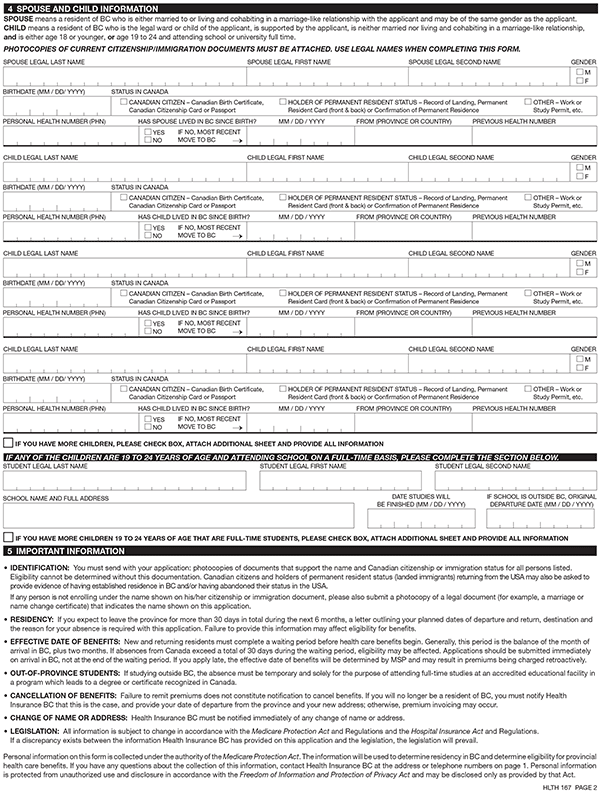 4 SPOUSE AND CHILD INFORMATION
SPOUSE means a resident of BC who is either married to or living and cohabiting in a marriage-like relationship with the applicant and may be of the same gender as the applicant.
CHILD means a resident of BC who is the legal ward or child of the applicant, is supported by the applicant, is neither married nor living and cohabiting in a marriage-like relationship,
and is either age 18 or younger, or age 19 to 24 and attending school or university full time.
PHOTOCOPIES OF CURRENT CITIZENSHIP/IMMIGRATION DOCUMENTS MUST BE ATTACHED. USE LEGAL NAMES WHEN COMPLETING THIS FORM.
SPOUSE LEGAL LAST NAME SPOUSE LEGAL FIRST NAME SPOUSE LEGAL SECOND NAME GENDER
M
F
BIRTHDATE (MM / DD/ YYYY) STATUS IN CANADA
CANADIAN CITIZEN – Canadian Birth Certificate, HOLDER OF PERMANENT RESIDENT STATUS – Record of Landing, Permanent OTHER – Work or
Canadian Citizenship Card or Passport Resident Card (front & back) or Confirmation of Permanent Residence Study Permit, etc.
PERSONAL HEALTH NUMBER (PHN) HAS SPOUSE LIVED IN BC SINCE BIRTH? MM / DD / YYYY FROM (PROVINCE OR COUNTRY) PREVIOUS HEALTH NUMBER
YES IF NO, MOST RECENT
NO MOVE TO BC →
CHILD LEGAL LAST NAME CHILD LEGAL FIRST NAME CHILD LEGAL SECOND NAME GENDER
M
F
BIRTHDATE (MM / DD/ YYYY) STATUS IN CANADA
CANADIAN CITIZEN – Canadian Birth Certificate, HOLDER OF PERMANENT RESIDENT STATUS – Record of Landing, Permanent OTHER – Work or
Canadian Citizenship Card or Passport Resident Card (front & back) or Confirmation of Permanent Residence Study Permit, etc.
PERSONAL HEALTH NUMBER (PHN) HAS CHILD LIVED IN BC SINCE BIRTH? MM / DD / YYYY FROM (PROVINCE OR COUNTRY) PREVIOUS HEALTH NUMBER
YES IF NO, MOST RECENT
NO MOVE TO BC →
CHILD LEGAL LAST NAME CHILD LEGAL FIRST NAME CHILD LEGAL SECOND NAME GENDER
M
F
BIRTHDATE (MM / DD/ YYYY) STATUS IN CANADA
CANADIAN CITIZEN – Canadian Birth Certificate, HOLDER OF PERMANENT RESIDENT STATUS – Record of Landing, Permanent OTHER – Work or
Canadian Citizenship Card or Passport Resident Card (front & back) or Confirmation of Permanent Residence Study Permit, etc.
PERSONAL HEALTH NUMBER (PHN) HAS CHILD LIVED IN BC SINCE BIRTH? MM / DD / YYYY FROM (PROVINCE OR COUNTRY) PREVIOUS HEALTH NUMBER
YES IF NO, MOST RECENT
NO MOVE TO BC →
CHILD LEGAL LAST NAME CHILD LEGAL FIRST NAME CHILD LEGAL SECOND NAME GENDER
M
F
BIRTHDATE (MM / DD/ YYYY) STATUS IN CANADA
CANADIAN CITIZEN – Canadian Birth Certificate, HOLDER OF PERMANENT RESIDENT STATUS – Record of Landing, Permanent OTHER – Work or
Canadian Citizenship Card or Passport Resident Card (front & back) or Confirmation of Permanent Residence Study Permit, etc.
PERSONAL HEALTH NUMBER (PHN) HAS CHILD LIVED IN BC SINCE BIRTH? MM / DD / YYYY FROM (PROVINCE OR COUNTRY) PREVIOUS HEALTH NUMBER
YES IF NO, MOST RECENT
NO MOVE TO BC →
IF YOU HAVE MORE CHILDREN, PLEASE CHECK BOX, ATTACH ADDITIONAL SHEET AND PROVIDE ALL INFORMATION
IF ANY OF THE CHILDREN ARE 19 TO 24 YEARS OF AGE AND ATTENDING SCHOOL ON A FULL-TIME BASIS, PLEASE COMPLETE THE SECTION BELOW.
STUDENT LEGAL LAST NAME STUDENT LEGAL FIRST NAME STUDENT LEGAL SECOND NAME
SCHOOL NAME AND FULL ADDRESS DATE STUDIES WILL IF SCHOOL IS OUTSIDE BC, ORIGINAL
BE FINISHED (MM / DD / YYYY) DEPARTURE DATE (MM / DD / YYYY)
IF YOU HAVE MORE CHILDREN 19 TO 24 YEARS OF AGE THAT ARE FULL-TIME STUDENTS, PLEASE CHECK BOX, ATTACH ADDITIONAL SHEET AND PROVIDE ALL INFORMATION
5 IMPORTANT INFORMATION
• IDENTIFICATION: You must send with your application: photocopies of documents that support the name and Canadian citizenship or immigration status for all persons listed.
Eligibility cannot be determined without this documentation. Canadian citizens and holders of permanent resident status (landed immigrants) returning from the USA may also be asked to
provide evidence of having established residence in BC and/or having abandoned their status in the USA.
If any person is not enrolling under the name shown on his/her citizenship or immigration document, please also submit a photocopy of a legal document (for example, a marriage or
name change certificate) that indicates the name shown on this application.
• RESIDENCY: If you expect to leave the province for more than 30 days in total during the next 6 months, a letter outlining your planned dates of departure and return, destination and
the reason for your absence is required with this application. Failure to provide this information may affect eligibility for benefits.
• EFFECTIVE DATE OF BENEFITS: New and returning residents must complete a waiting period before health care benefits begin. Generally, this period is the balance of the month of
arrival in BC, plus two months. If absences from Canada exceed a total of 30 days during the waiting period, eligibility may be affected. Applications should be submitted immediately
on arrival in BC, not at the end of the waiting period. If you apply late, the effective date of benefits will be determined by MSP and may result in premiums being charged retroactively.
• OUT-OF-PROVINCE STUDENTS: If studying outside BC, the absence must be temporary and solely for the purpose of attending full-time studies at an accredited educational facility in
a program which leads to a degree or certificate recognized in Canada.
• CANCELLATION OF BENEFITS: Failure to remit premiums does not constitute notification to cancel benefits. If you will no longer be a resident of BC, you must notify Health
Insurance BC that this is the case, and provide your date of departure from the province and your new address; otherwise, premium invoicing may occur.
• CHANGE OF NAME OR ADDRESS: Health Insurance BC must be notified immediately of any change of name or address.
• LEGISLATION: All information is subject to change in accordance with the Medicare Protection Act and Regulations and the Hospital Insurance Act and Regulations.
If a discrepancy exists between the information Health Insurance BC has provided on this application and the legislation, the legislation will prevail.
Personal information on this form is collected under the authority of the Medicare Protection Act. The information will be used to determine residency in BC and determine eligibility for provincial
health care benefits. If you have any questions about the collection of this information, contact Health Insurance BC at the address or telephone numbers on page 1. Personal information
is protected from unauthorized use and disclosure in accordance with the Freedom of Information and Protection of Privacy Act and may be disclosed only as provided by that Act.
HLTH 167 PAGE 2